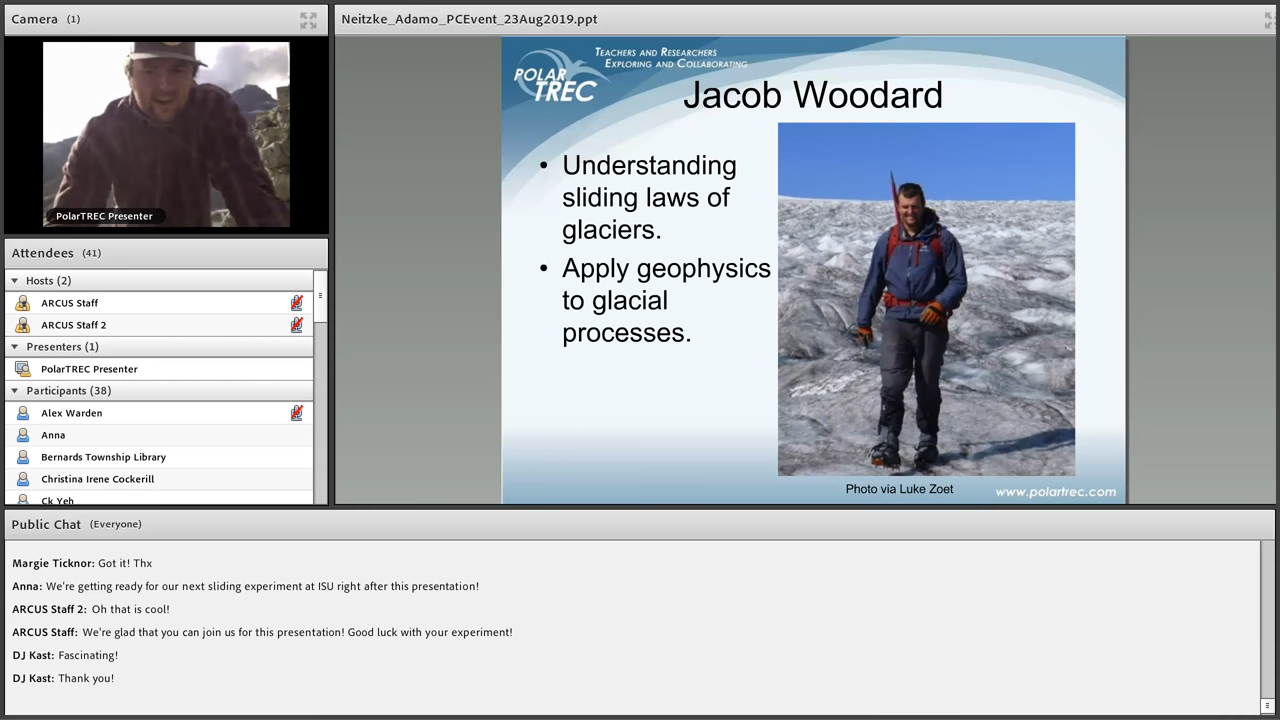 Camera (1)
PolarTREC Presenter
Attendees (41)
Hosts (2)
ARCUS Staff
ARCUS Staff 2
Presenters (1)
PolarTREC Presenter
Participants (38)
Alex Warden
Anna
Bernards Township Library
Christina Irene Cockerill
Ck Yeh
Neitzke_Adamo_PCEvent_23Aug2019.ppt
POLAR
TREC
TEACHERS AND RESEARCHERS
EXPLORING AND COLLABORATING
Jacob Woodard
• Understanding
sliding laws of
glaciers.
• Apply geophysics
to glacial
processes.
Photo via Luke Zoet
www.polartrec.com
Public Chat (Everyone)
Margie Ticknor: Got it! Thx
Anna: We're getting ready for our next sliding experiment at ISU right after this presentation!
ARCUS Staff 2: Oh that is cool!
ARCUS Staff: We're glad that you can join us for this presentation! Good luck with your experiment!
DJ Kast: Fascinating!
DJ Kast: Thank you!